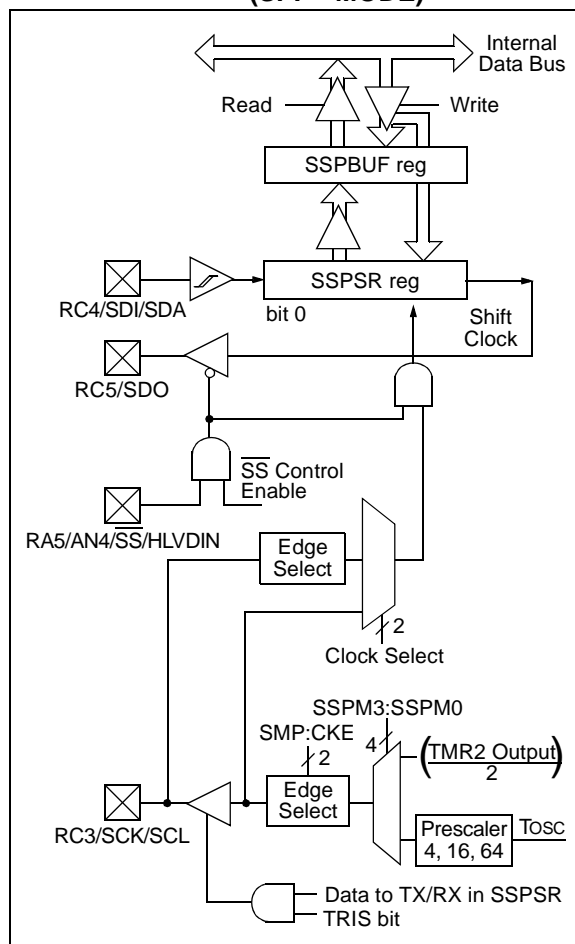 Internal
Data Bus
Read
Write
SSPBUF reg
SSPSR reg
RC4/SDI/SDA
bit 0
Shift
Clock
RC5/SDO
SS Control
Enable
RA5/AN4/SS/HLVDIN
Edge
Select
2
Clock Select
SSPM3:SSPM0
SMP:CKE
4
2
(TMR2 Output)
2
Edge
Select
Prescaler
4, 16, 64
TOSC
RC3/SCK/SCL
Data to TX/RX in SSPSR
TRIS bit